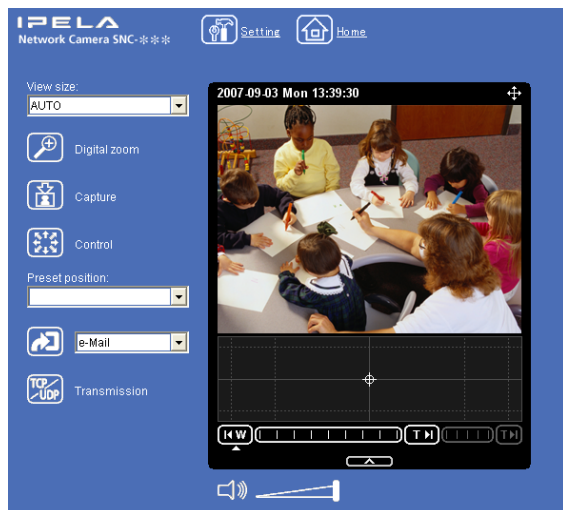 IPELA
Network Camera SNC-***
Setting
Home
View size:
AUTO
Digital zoom
Capture
Control
Preset position:
e-Mail
TCP/
UDP
Transmission
2007-09-03 Mon 13:39:30
W
T
T